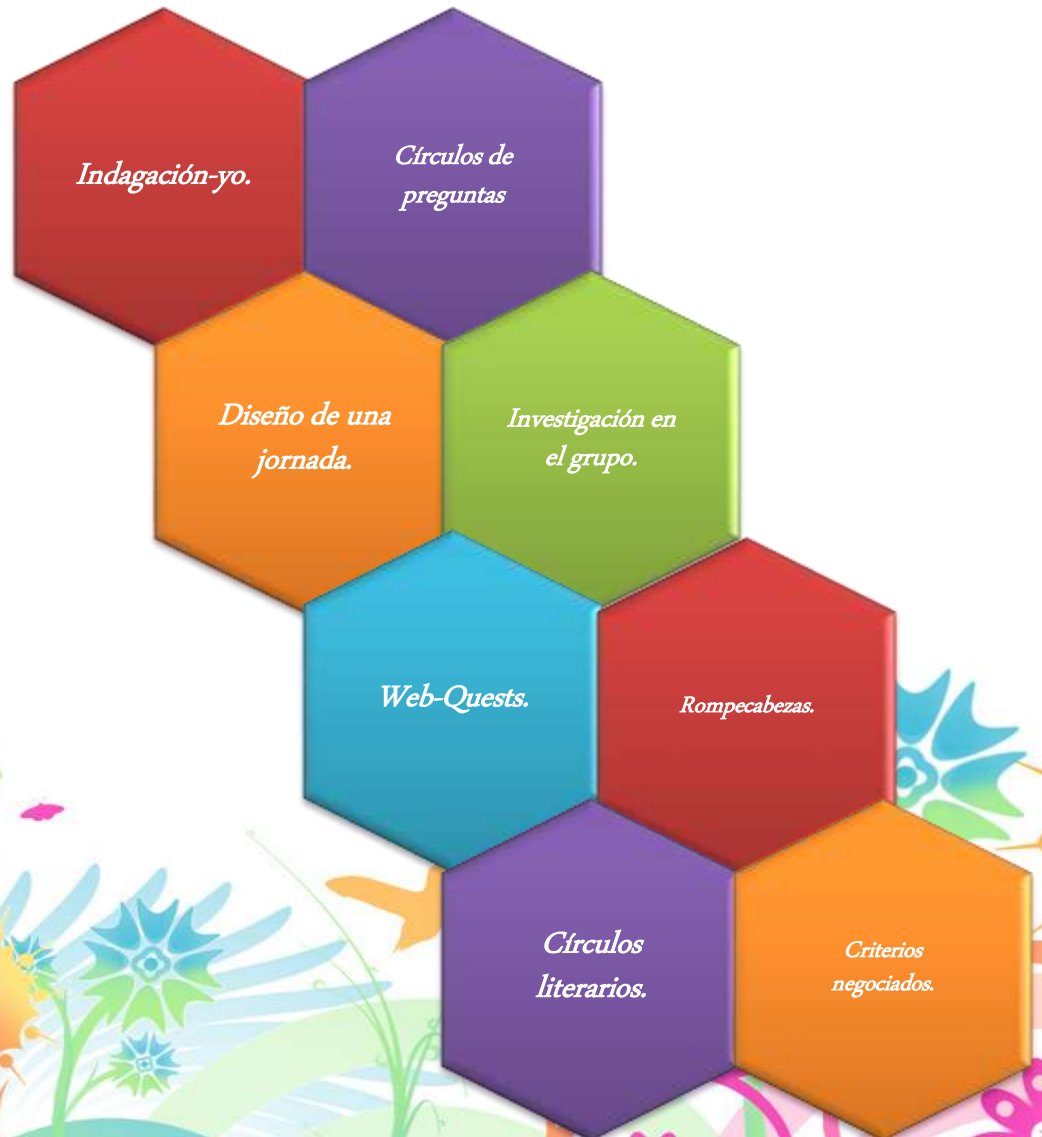 Indagación-yo.
Círculos de
preguntas
Diseño de una
jornada.
Investigación en
el grupo.
Web-Quests.
Rompecabezas.
Círculos
literarios.
Criterios
negociados.